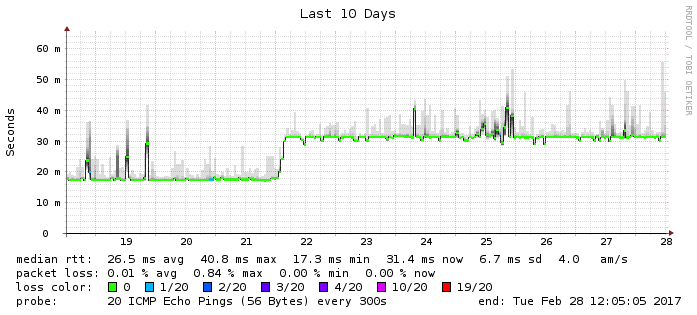 Last 10 Days
RRDTOOL / TOBI OETIKER
Seconds
60 m
50 m
40 m
30 m
20 m
10 m
0
19 20 21 22 23 24 25 26 27 28
median rtt: 26.5 ms avg 40.8 ms max 17.3 ms min 31.4 ms now 6.7 ms sd 4.0 am/s
packet loss: 0.01 % avg 0.84 % max 0.00 % min 0.00 % now
loss color: 0 1/20 2/20 3/20 4/20 10/20 19/20
probe: 20 ICMP Echo Pings (56 Bytes) every 300s end: Tue Feb 28 12:05:05 2017